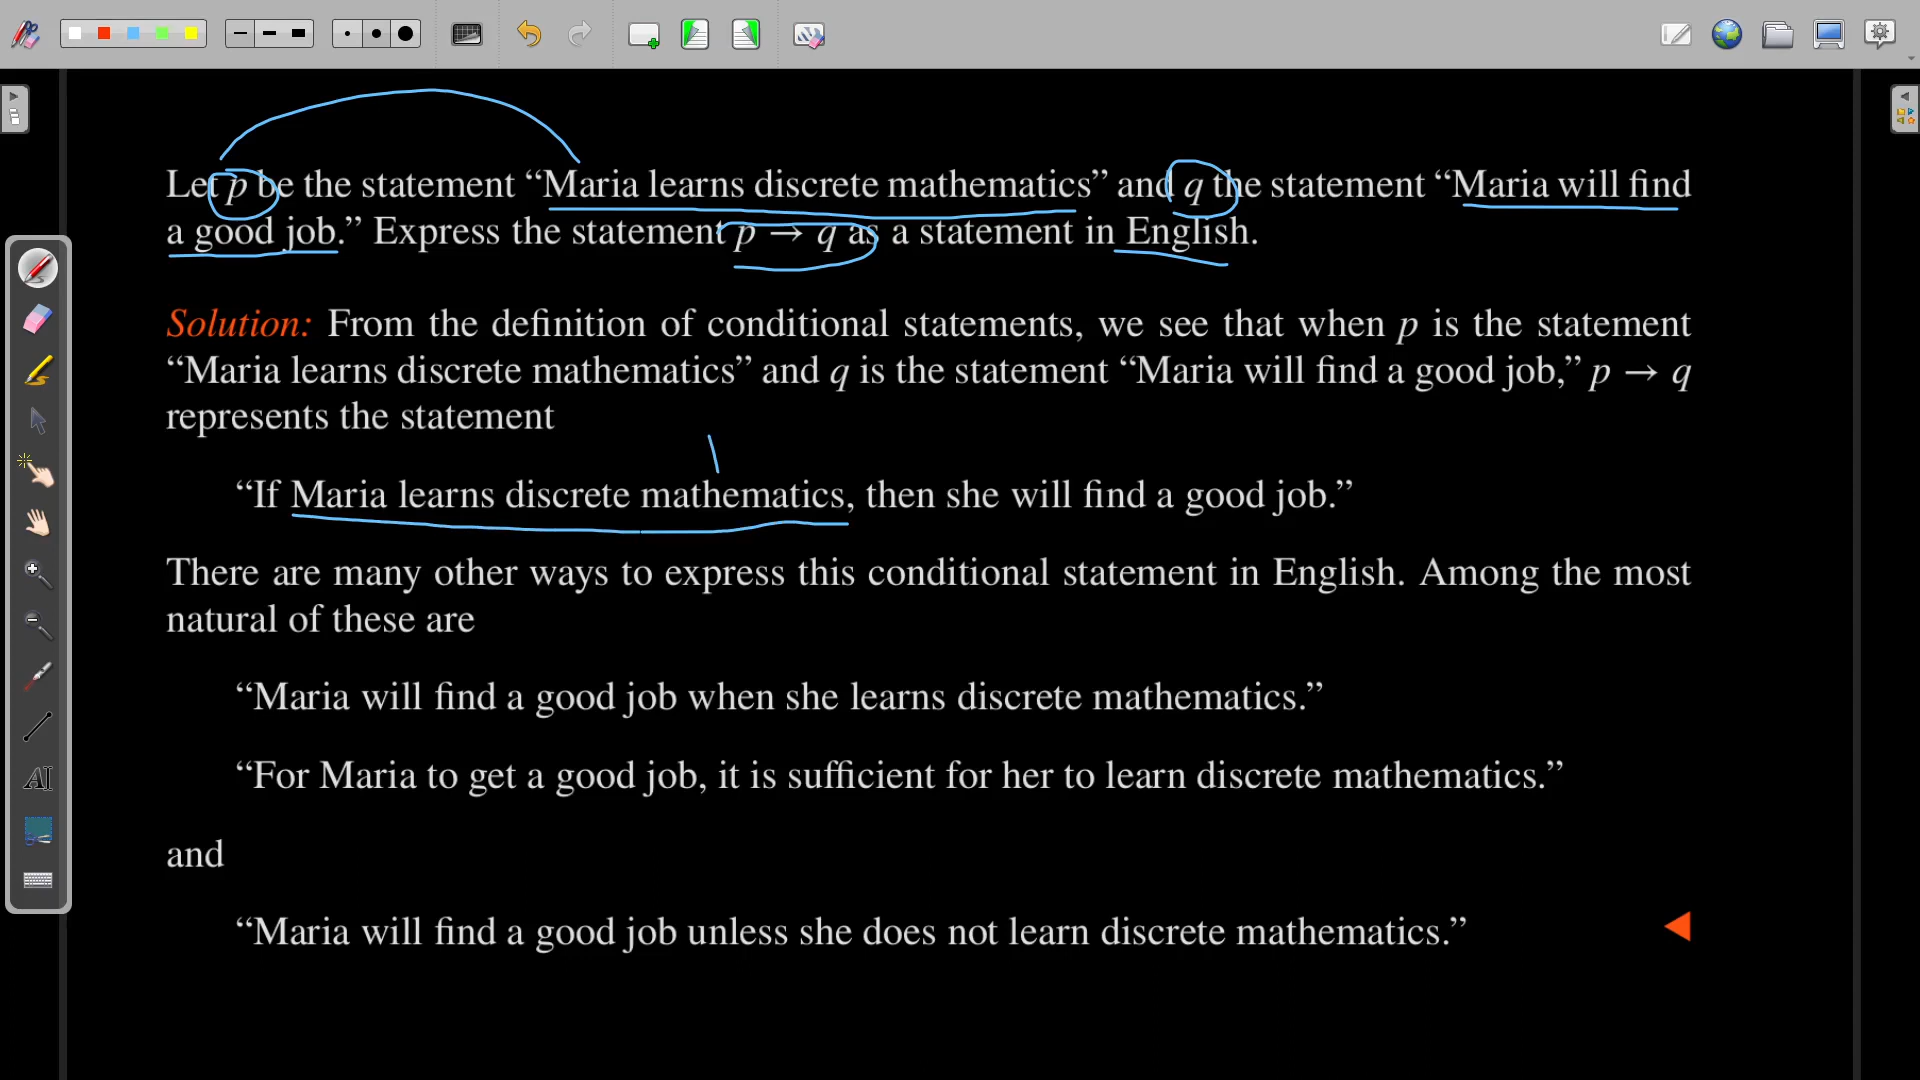 Let p be the statement “Maria learns discrete mathematics” and q the statement “Maria will find
a good job.” Express the statement p → q as a statement in English.
Solution: From the definition of conditional statements, we see that when p is the statement
“Maria learns discrete mathematics” and q is the statement “Maria will find a good job,” p → q
represents the statement
“If Maria learns discrete mathematics, then she will find a good job.”
There are many other ways to express this conditional statement in English. Among the most
natural of these are
“Maria will find a good job when she learns discrete mathematics.”
“For Maria to get a good job, it is sufficient for her to learn discrete mathematics.”
and
“Maria will find a good job unless she does not learn discrete mathematics.”